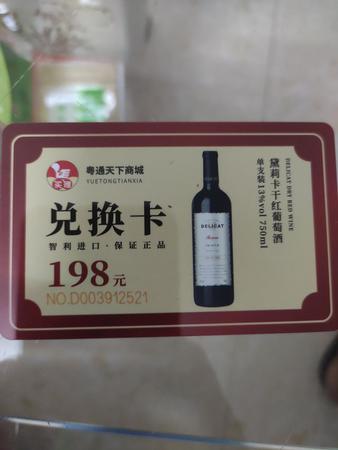 粤通天下商城
YUETONGTIANXIA
兑换卡
智利进口·保证正品
198元
NO.D003912521
DELICAT
DELICAT DRY RED WINE
黛莉卡干红葡萄酒
单支装13%vol 750ml